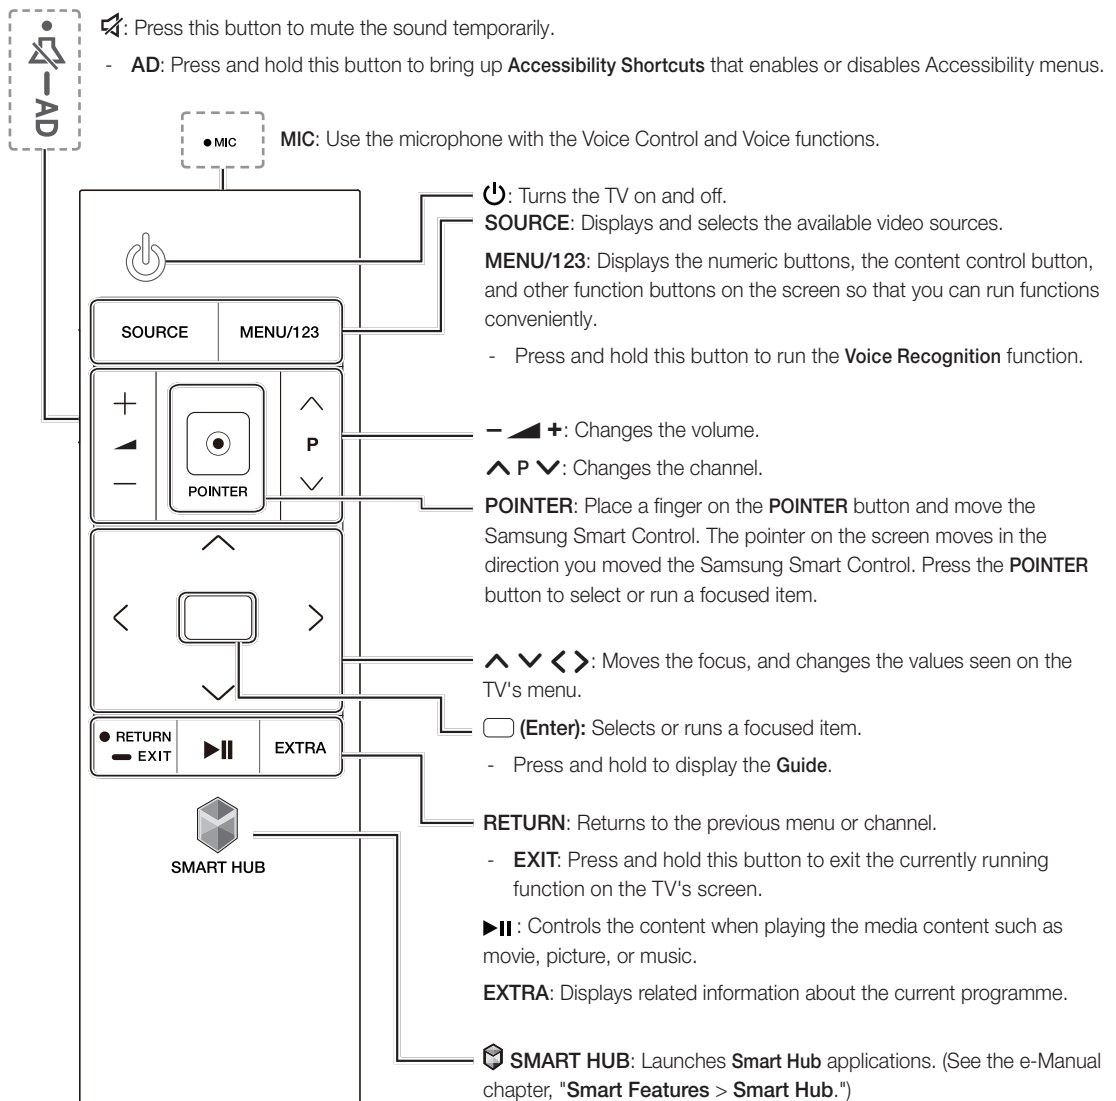 : Press this button to mute the sound temporarily.
- AD: Press and hold this button to bring up Accessibility Shortcuts that enables or disables Accessibility menus.
AD
MIC
MIC: Use the microphone with the Voice Control and Voice functions.
: Turns the TV on and off.
SOURCE: Displays and selects the available video sources.
MENU/123: Displays the numeric buttons, the content control button,
and other function buttons on the screen so that you can run functions
conveniently.
- Press and hold this button to run the Voice Recognition function.
SOURCE
MENU/123
+
P
−
POINTER
− +: Changes the volume.
P : Changes the channel.
POINTER: Place a finger on the POINTER button and move the
Samsung Smart Control. The pointer on the screen moves in the
direction you moved the Samsung Smart Control. Press the POINTER
button to select or run a focused item.
: Moves the focus, and changes the values seen on the
TV's menu.
(Enter): Selects or runs a focused item.
- Press and hold to display the Guide.
RETURN
EXIT
EXTRA
SMART HUB
RETURN: Returns to the previous menu or channel.
- EXIT: Press and hold this button to exit the currently running
function on the TV's screen.
: Controls the content when playing the media content such as
movie, picture, or music.
EXTRA: Displays related information about the current programme.
SMART HUB: Launches Smart Hub applications. (See the e-Manual
chapter, "Smart Features > Smart Hub.")